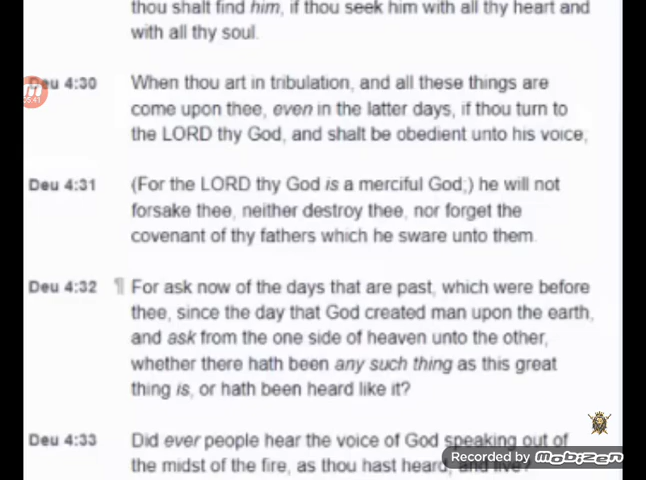 thou shalt find him, if thou seek him with all thy heart and
with all thy soul.
Deu 4:30 When thou art in tribulation, and all these things are
come upon thee, even in the latter days, if thou turn to
the LORD thy God, and shalt be obedient unto his voice;
Deu 4:31 (For the LORD thy God is a merciful God;) he will not
forsake thee, neither destroy thee, nor forget the
covenant of thy fathers which he sware unto them.
Deu 4:32 ¶ For ask now of the days that are past, which were before
thee, since the day that God created man upon the earth,
and ask from the one side of heaven unto the other,
whether there hath been any such thing as this great
thing is, or hath been heard like it?
Deu 4:33 Did ever people hear the voice of God speaking out of
the midst of the fire, as thou hast heard, and live?
Recorded by mobizen
05:41